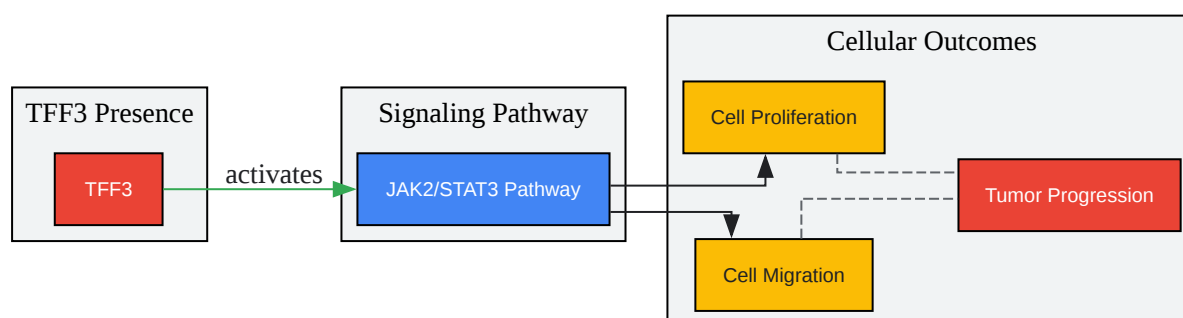 TFF3 Presence
TFF3
activates
Signaling Pathway
JAK2/STAT3 Pathway
Cellular Outcomes
Cell Proliferation
Cell Migration
Tumor Progression